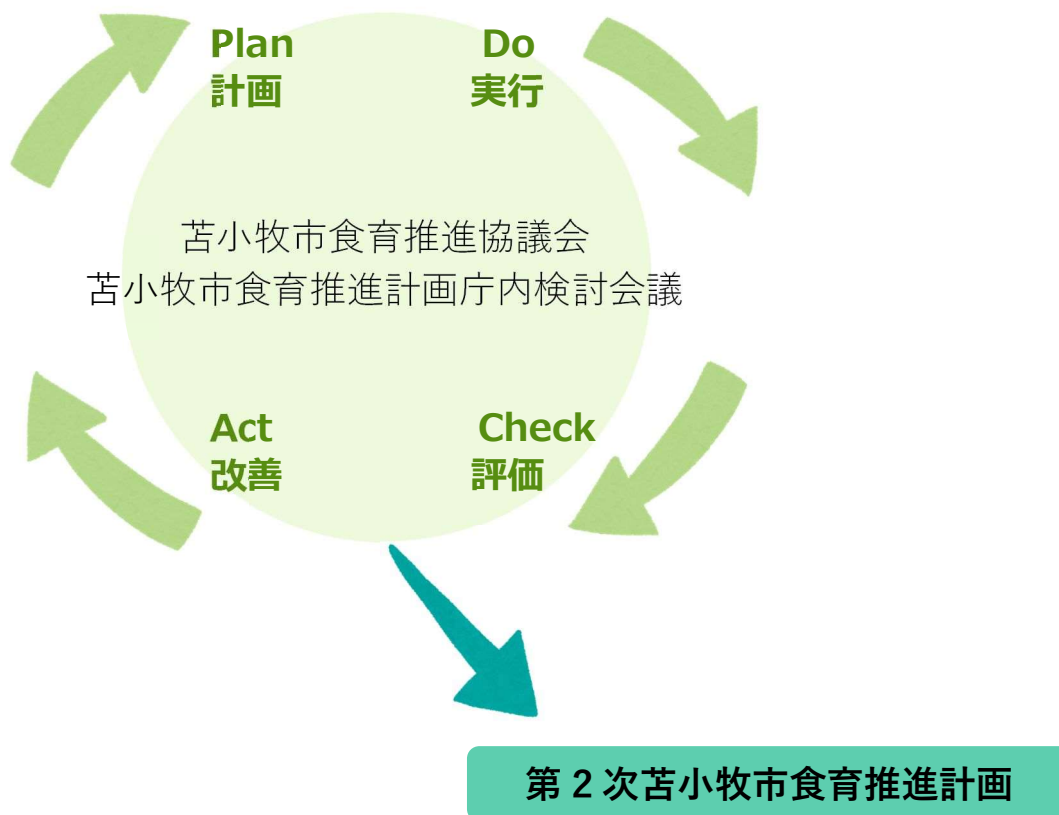 Plan
計画
Do
実行
苫小牧市食育推進協議会
苫小牧市食育推進計画庁内検討会議
Act
改善
Check
評価
第２次苫小牧市食育推進計画